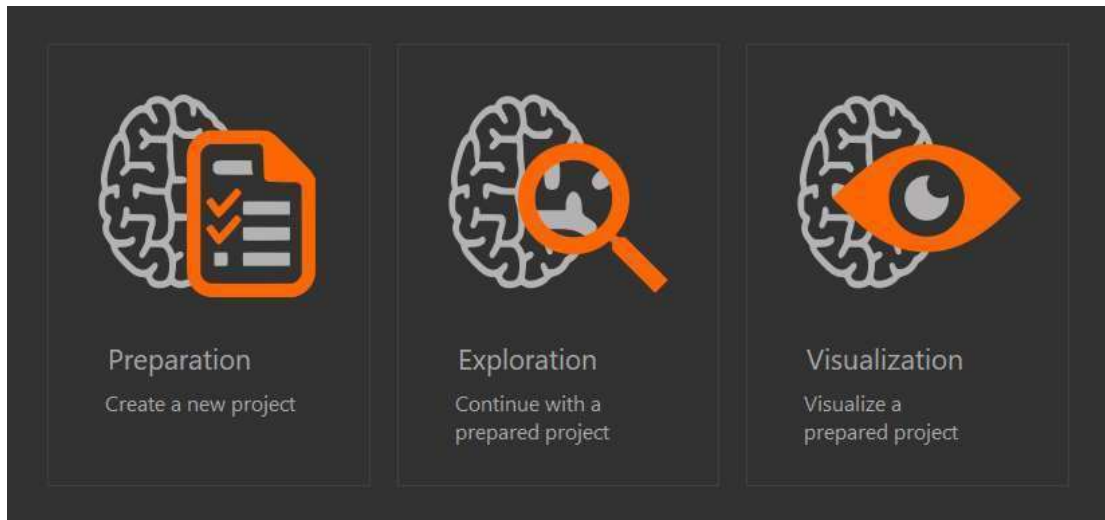 Preparation
Create a new project
Exploration
Continue with a
prepared project
Visualization
Visualize a
prepared project